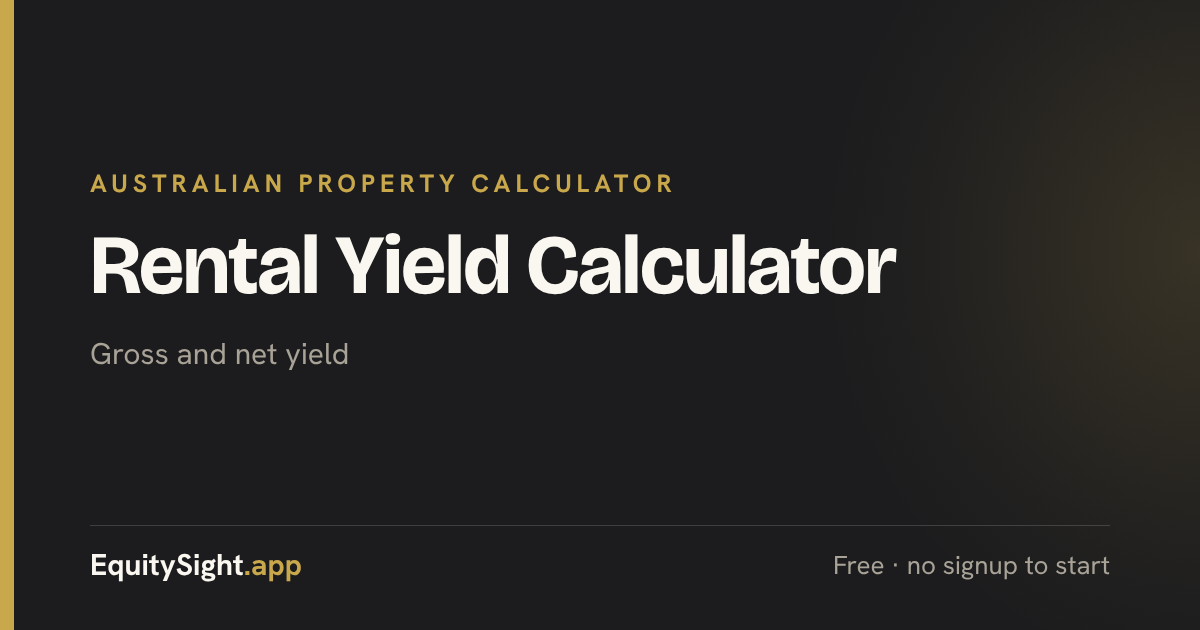 AUSTRALIAN PROPERTY CALCULATOR
Rental Yield Calculator
Gross and net yield
EquitySight.app
Free · no signup to start